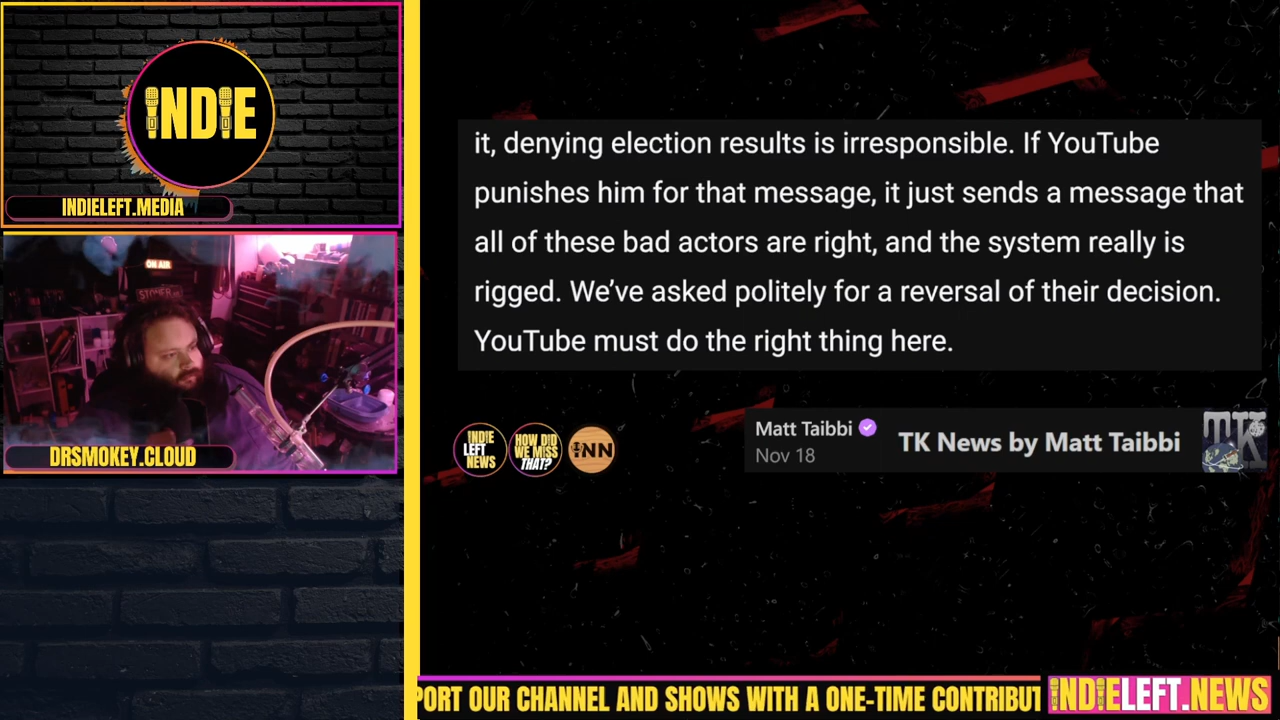 INDIE
INDIELEFT.MEDIA
ON AIR
DRSMOKEY.CLOUD
it, denying election results is irresponsible. If YouTube
punishes him for that message, it just sends a message that
all of these bad actors are right, and the system really is
rigged. We’ve asked politely for a reversal of their decision.
YouTube must do the right thing here.
INDIE LEFT NEWS
HOW DID WE MISS THAT?
INN
Matt Taibbi
Nov 18
TK News by Matt Taibbi
TK
PORT OUR CHANNEL AND SHOWS WITH A ONE-TIME CONTRIBUT
INDIELEFT.NEWS